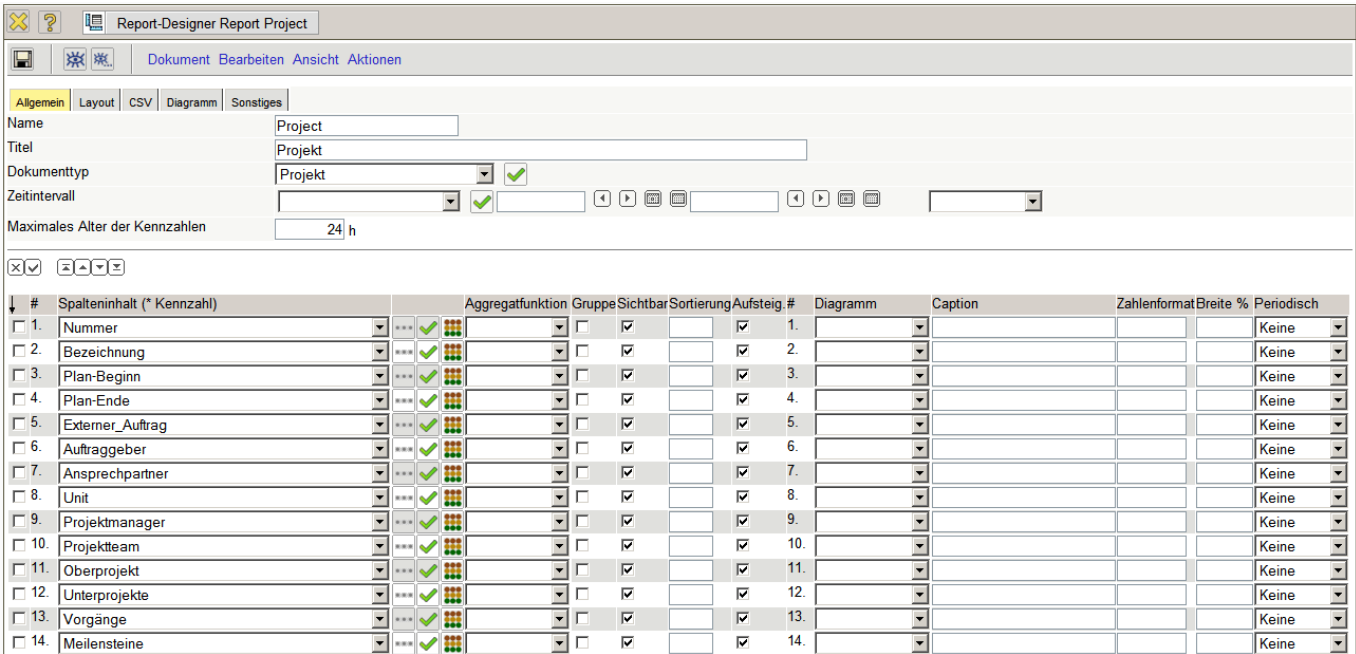 Report-Designer Report Project
Dokument Bearbeiten Ansicht Aktionen
Allgemein Layout CSV Diagramm Sonstiges
Name Project
Titel Projekt
Dokumenttyp Projekt
Zeitintervall
Maximales Alter der Kennzahlen 24 h
# Spalteninhalt (* Kennzahl) Aggregatfunktion Gruppe Sichtbar Sortierung Aufsteig. # Diagramm Caption Zahlenformat Breite % Periodisch
1. Nummer 1. Keine
2. Bezeichnung 2. Keine
3. Plan-Beginn 3. Keine
4. Plan-Ende 4. Keine
5. Externer_Auftrag 5. Keine
6. Auftraggeber 6. Keine
7. Ansprechpartner 7. Keine
8. Unit 8. Keine
9. Projektmanager 9. Keine
10. Projektteam 10. Keine
11. Oberprojekt 11. Keine
12. Unterprojekte 12. Keine
13. Vorgänge 13. Keine
14. Meilensteine 14. Keine